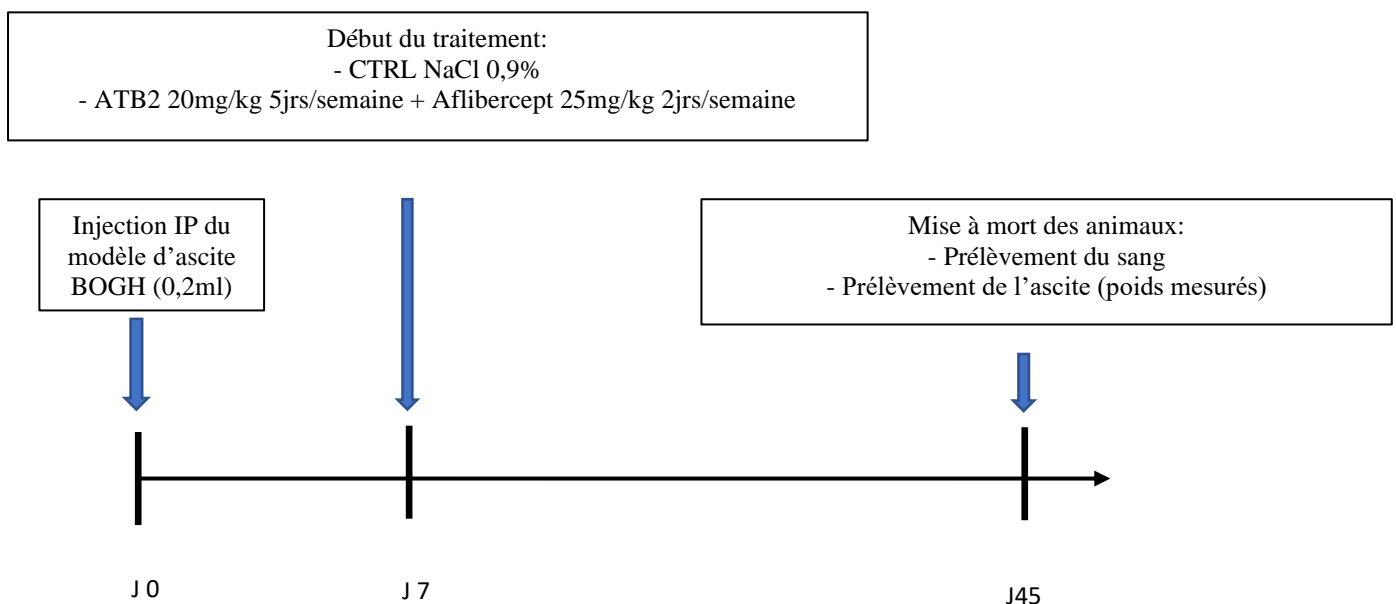 Début du traitement:
- CTRL NaCl 0,9%
- ATB2 20mg/kg 5jrs/semaine + Aflibercept 25mg/kg 2jrs/semaine
Injection IP du
modèle d’ascite
BOGH (0,2ml)
Mise à mort des animaux:
- Prélèvement du sang
- Prélèvement de l’ascite (poids mesurés)
J 0
J 7
J45